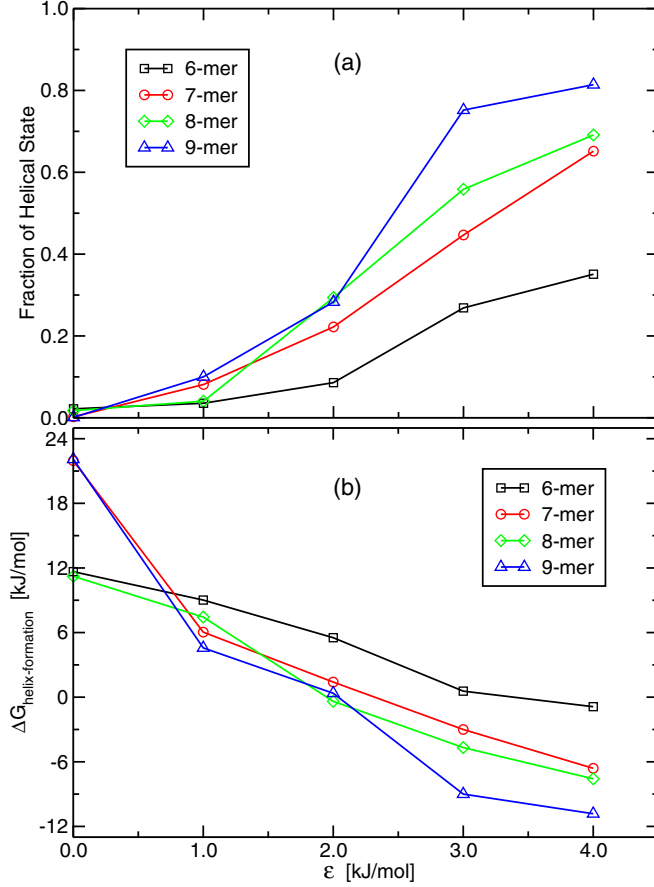 1.0
(a)
6-mer
7-mer
8-mer
9-mer
0.8
0.6
0.4
0.2
0.0
Fraction of Helical State
24
(b)
6-mer
7-mer
8-mer
9-mer
18
12
6
0
-6
-12
ΔG helix-formation [kJ/mol]
0.0 1.0 2.0 3.0 4.0
ε [kJ/mol]